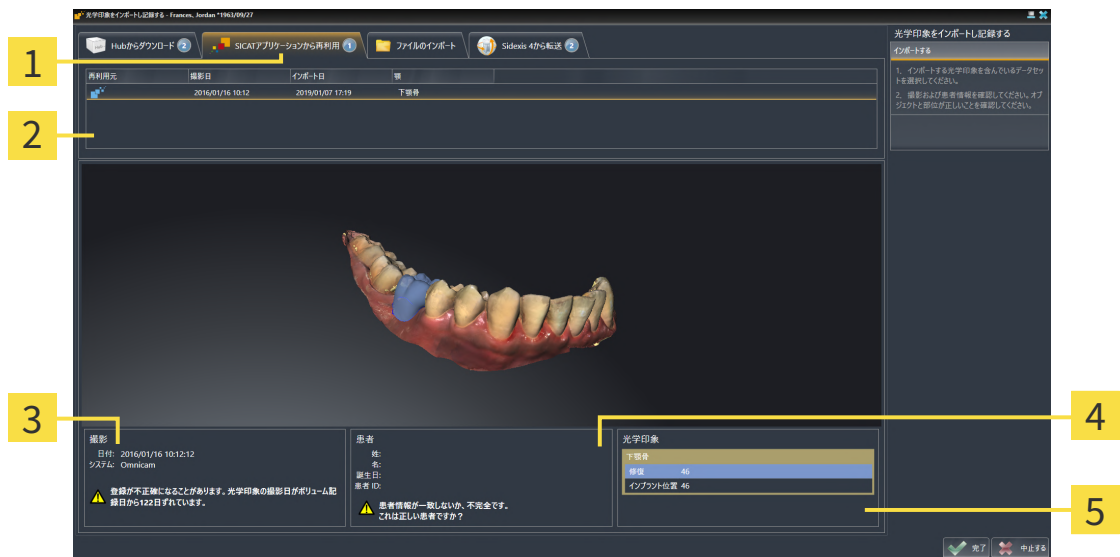 光学印象をインポートし記録する - Frances, Jordan *1963/09/27
Hubからダウンロード 2
SICATアプリケーションから再利用 1
ファイルのインポート
Sidexis 4から転送 2
再利用元 撮影日 インポート日 顎
2016/01/16 10:12 2019/01/07 17:19 下顎骨
光学印象をインポートし記録する
インポートする
1. インポートする光学印象を含んでいるデータセッ
トを選択してください。
2. 撮影および患者情報を確認してください。オブ
ジェクトと部位が正しいことを確認してください。
1
2
3
4
5
撮影
日付: 2016/01/16 10:12:12
システム: Omnicam
登録が不正確になることがあります。光学印象の撮影日がボリューム記
録日から122日ずれています。
患者
姓:
名:
誕生日:
患者 ID:
患者情報が一致しないか、不完全です。
これは正しい患者ですか？
光学印象
下顎骨
修復 46
インプラント位置 46
完了
中止する